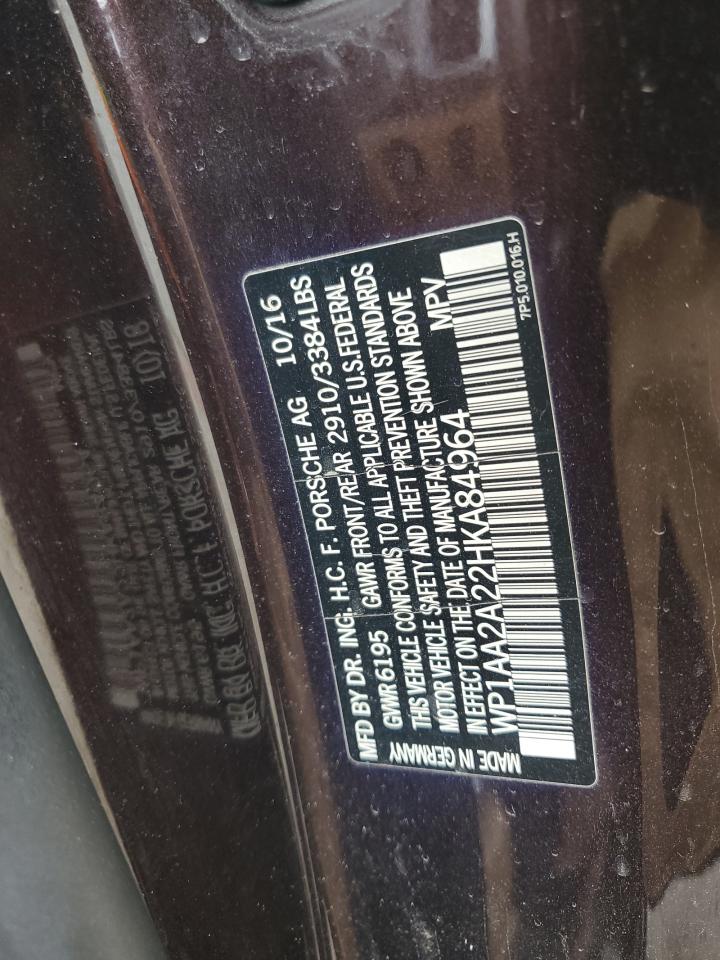 MFD BY DR. ING. H.C. F. PORSCHE AG 10/16
GVWR 6195 GAWR FRONT/REAR 2910/3384 LBS
THIS VEHICLE CONFORMS TO ALL APPLICABLE U.S.FEDERAL
MOTOR VEHICLE SAFETY AND THEFT PREVENTION STANDARDS
IN EFFECT ON THE DATE OF MANUFACTURE SHOWN ABOVE
WP1AA2A22HKA84964 MPV
MADE IN GERMANY
7P5.010.016.H